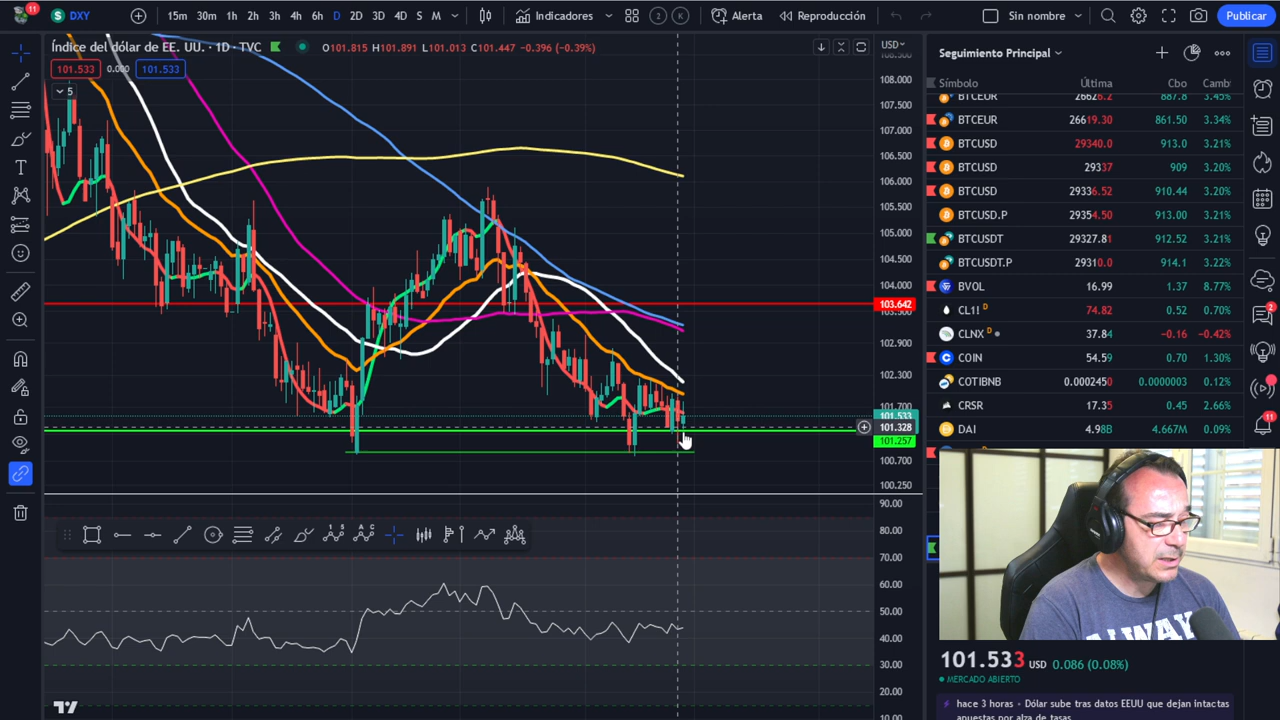 11
DXY
15m 30m 1h 2h 3h 4h 6h D 2D 3D 4D S M
Indicadores
2 K
Alerta
Reproducción
Sin nombre
Publicar
Índice del dólar de EE. UU. · 1D · TVC
O101.815 H101.891 L101.013 C101.447 -0.396 (-0.39%)
101.533 0.000 101.533
5
USD
108.000
107.500
107.000
106.500
106.000
105.500
105.000
104.500
104.000
103.642
103.500
102.900
102.300
101.700
101.533
101.328
101.257
100.700
100.250
90.00
80.00
70.00
60.00
50.00
40.00
30.00
20.00
10.00
Seguimiento Principal
Símbolo Última Cbo Camb
BTCEUR 26626.2 887.8 3.45%
BTCEUR 26619.30 861.50 3.34%
BTCUSD 29340.0 913.0 3.21%
BTCUSD 29337 909 3.20%
BTCUSD 29336.52 910.44 3.20%
BTCUSD.P 29354.50 913.00 3.21%
BTCUSDT 29327.81 912.52 3.21%
BTCUSDT.P 29310.0 914.1 3.22%
BVOL 16.99 1.37 8.77%
CL1! D 74.82 0.52 0.70%
CLNX D 37.84 −0.16 −0.42%
COIN 54.59 0.70 1.30%
COTIBNB 0.0002450 0.0000003 0.12%
CRSR 17.35 0.45 2.66%
DAI 4.98B 4.667M 0.09%
2
11
ALWAY
101.533 USD 0.086 (0.08%)
MERCADO ABIERTO
hace 3 horas · Dólar sube tras datos EEUU que dejan intactas
apuestas por alza de tasas